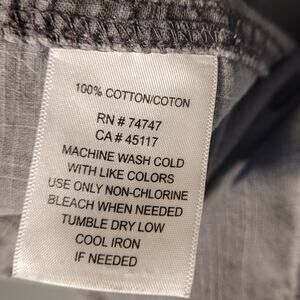 100% COTTON/COTON
RN # 74747
CA # 45117
MACHINE WASH COLD
WITH LIKE COLORS
USE ONLY NON-CHLORINE
BLEACH WHEN NEEDED
TUMBLE DRY LOW
COOL IRON
IF NEEDED